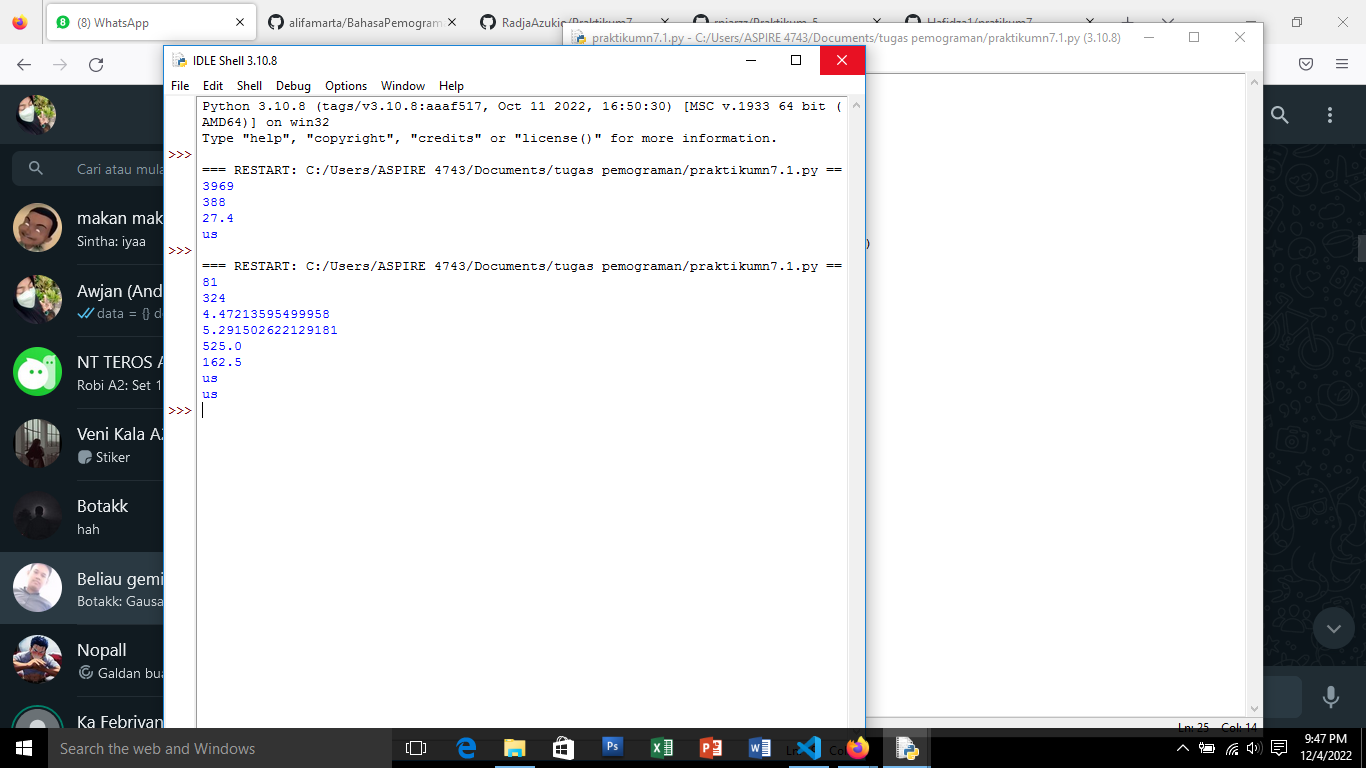 (8) WhatsApp
alifamarta/BahasaPemogram
RadjaAzukic/Praktikum7
Hafidza1/pratikum7
praktikumn7.1.py - C:/Users/ASPIRE 4743/Documents/tugas pemograman/praktikumn7.1.py (3.10.8)
IDLE Shell 3.10.8
File Edit Shell Debug Options Window Help
Python 3.10.8 (tags/v3.10.8:aaaf517, Oct 11 2022, 16:50:30) [MSC v.1933 64 bit (
AMD64)] on win32
Type "help", "copyright", "credits" or "license()" for more information.
>>>
=== RESTART: C:/Users/ASPIRE 4743/Documents/tugas pemograman/praktikumn7.1.py ==
3969
388
27.4
us
>>>
=== RESTART: C:/Users/ASPIRE 4743/Documents/tugas pemograman/praktikumn7.1.py ==
81
324
4.47213595499958
5.291502622129181
525.0
162.5
us
us
>>>
)
Cari atau mula
makan mak
Sintha: iyaa
Awjan (And
data = {} d
NT TEROS A
Robi A2: Set 1
Veni Kala A2
Stiker
Botakk
hah
Beliau gemi
Botakk: Gausa
Nopall
Galdan bua
Ka Febriyan
Ln: 25 Col: 14
Search the web and Windows
Ps
9:47 PM
12/4/2022